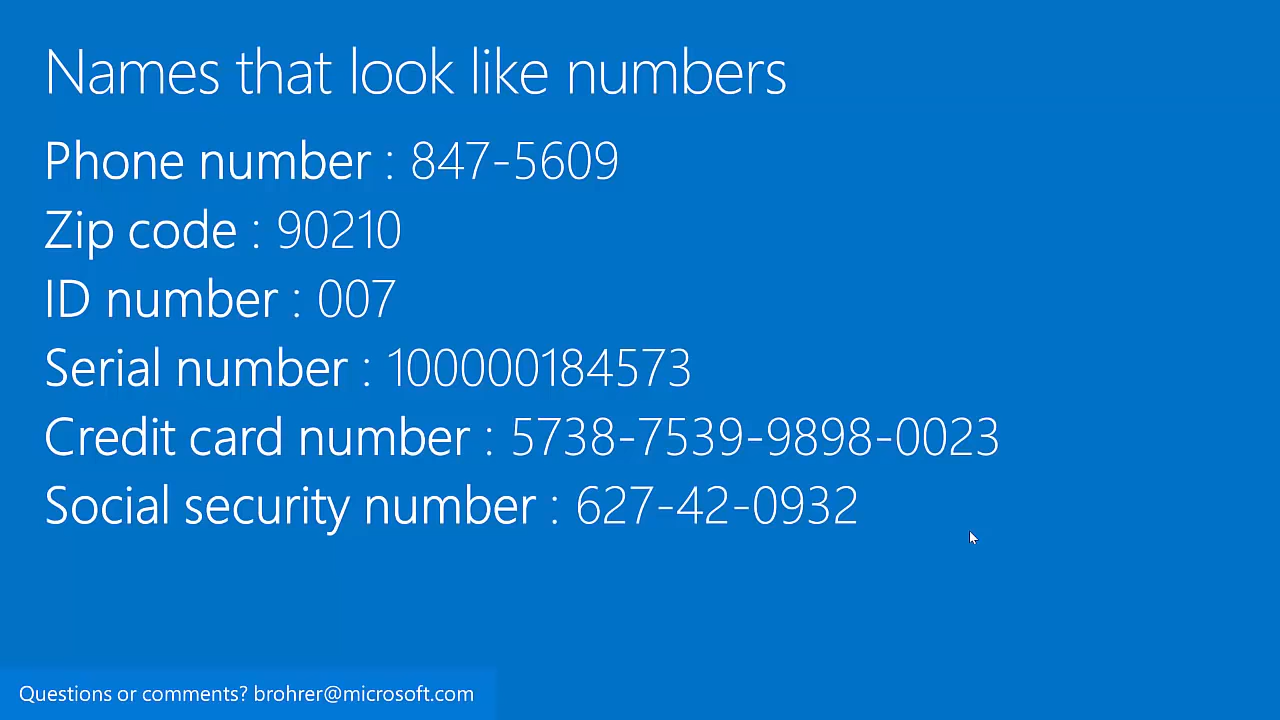 Names that look like numbers
Phone number : 847-5609
Zip code : 90210
ID number : 007
Serial number : 100000184573
Credit card number : 5738-7539-9898-0023
Social security number : 627-42-0932
Questions or comments? brohrer@microsoft.com